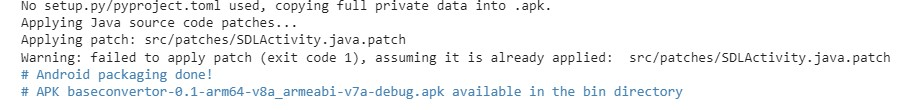 No setup.py/pyproject.toml used, copying full private data into .apk.
Applying Java source code patches...
Applying patch: src/patches/SDLActivity.java.patch
Warning: failed to apply patch (exit code 1), assuming it is already applied:  src/patches/SDLActivity.java.patch
# Android packaging done!
# APK baseconvertor-0.1-arm64-v8a_armeabi-v7a-debug.apk available in the bin directory